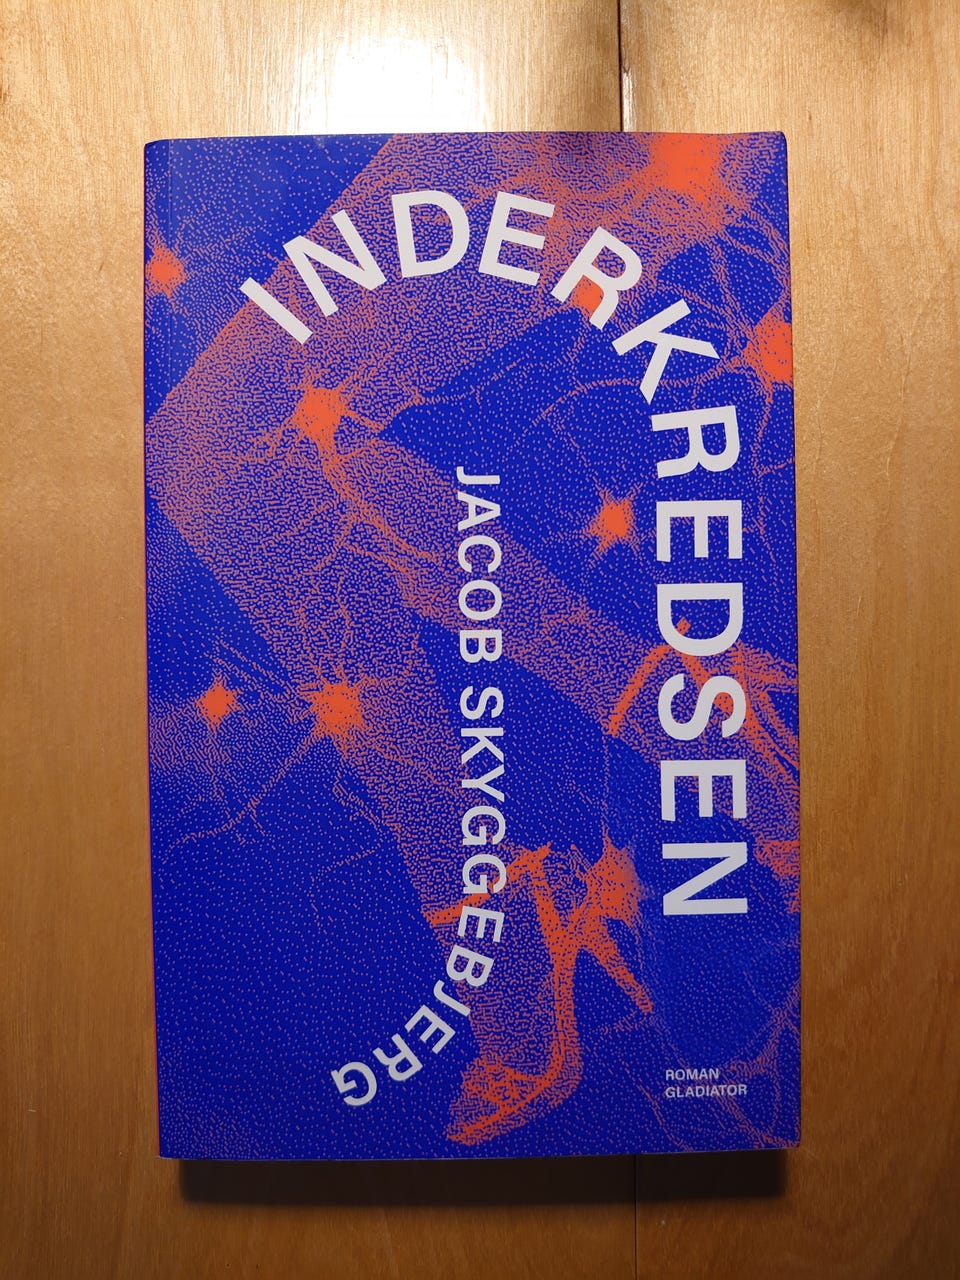 INDERKREDSEN
JACOB SKYGGEBJERG
ROMAN
GLADIATOR